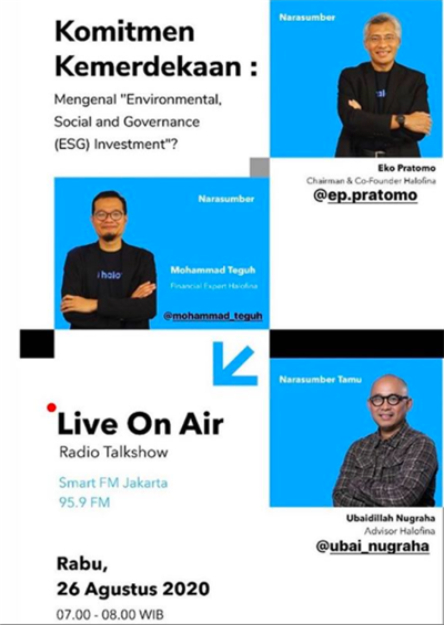 Komitmen
Kemerdekaan :
Mengenal "Environmental,
Social and Governance
(ESG) Investment"?
Narasumber
Eko Pratomo
Chairman & Co-Founder Halofina
@ep.pratomo
Narasumber
Mohammad Teguh
Financial Expert Halofina
@mohammad_teguh
Narasumber Tamu
Ubaidillah Nugraha
Advisor Halofina
@ubai_nugraha
Live On Air
Radio Talkshow
Smart FM Jakarta
95.9 FM
Rabu,
26 Agustus 2020
07.00 - 08.00 WIB